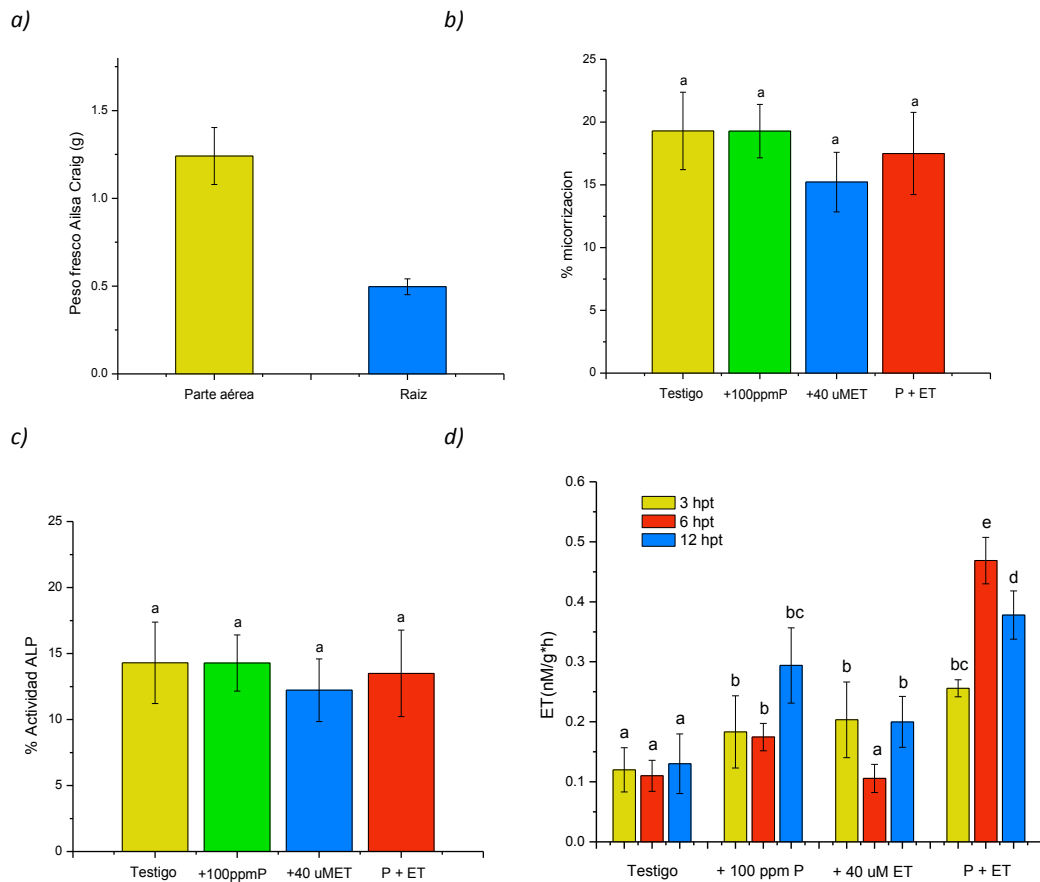 a)
b)
Peso fresco Ailsa Craig (g)
1.5
1.0
0.5
0.0
Parte aérea
Raiz
% micorrizacion
25
20
15
10
5
0
a
a
a
a
Testigo
+100ppmP
+40 uMET
P + ET
c)
d)
% Actividad ALP
25
20
15
10
5
0
a
a
a
a
Testigo
+100ppmP
+40 uMET
P + ET
ET(nM/g*h)
0.6
0.5
0.4
0.3
0.2
0.1
0.0
3 hpt
6 hpt
12 hpt
a
a
a
b
b
bc
b
a
b
bc
e
d
Testigo
+ 100 ppm P
+ 40 uM ET
P + ET